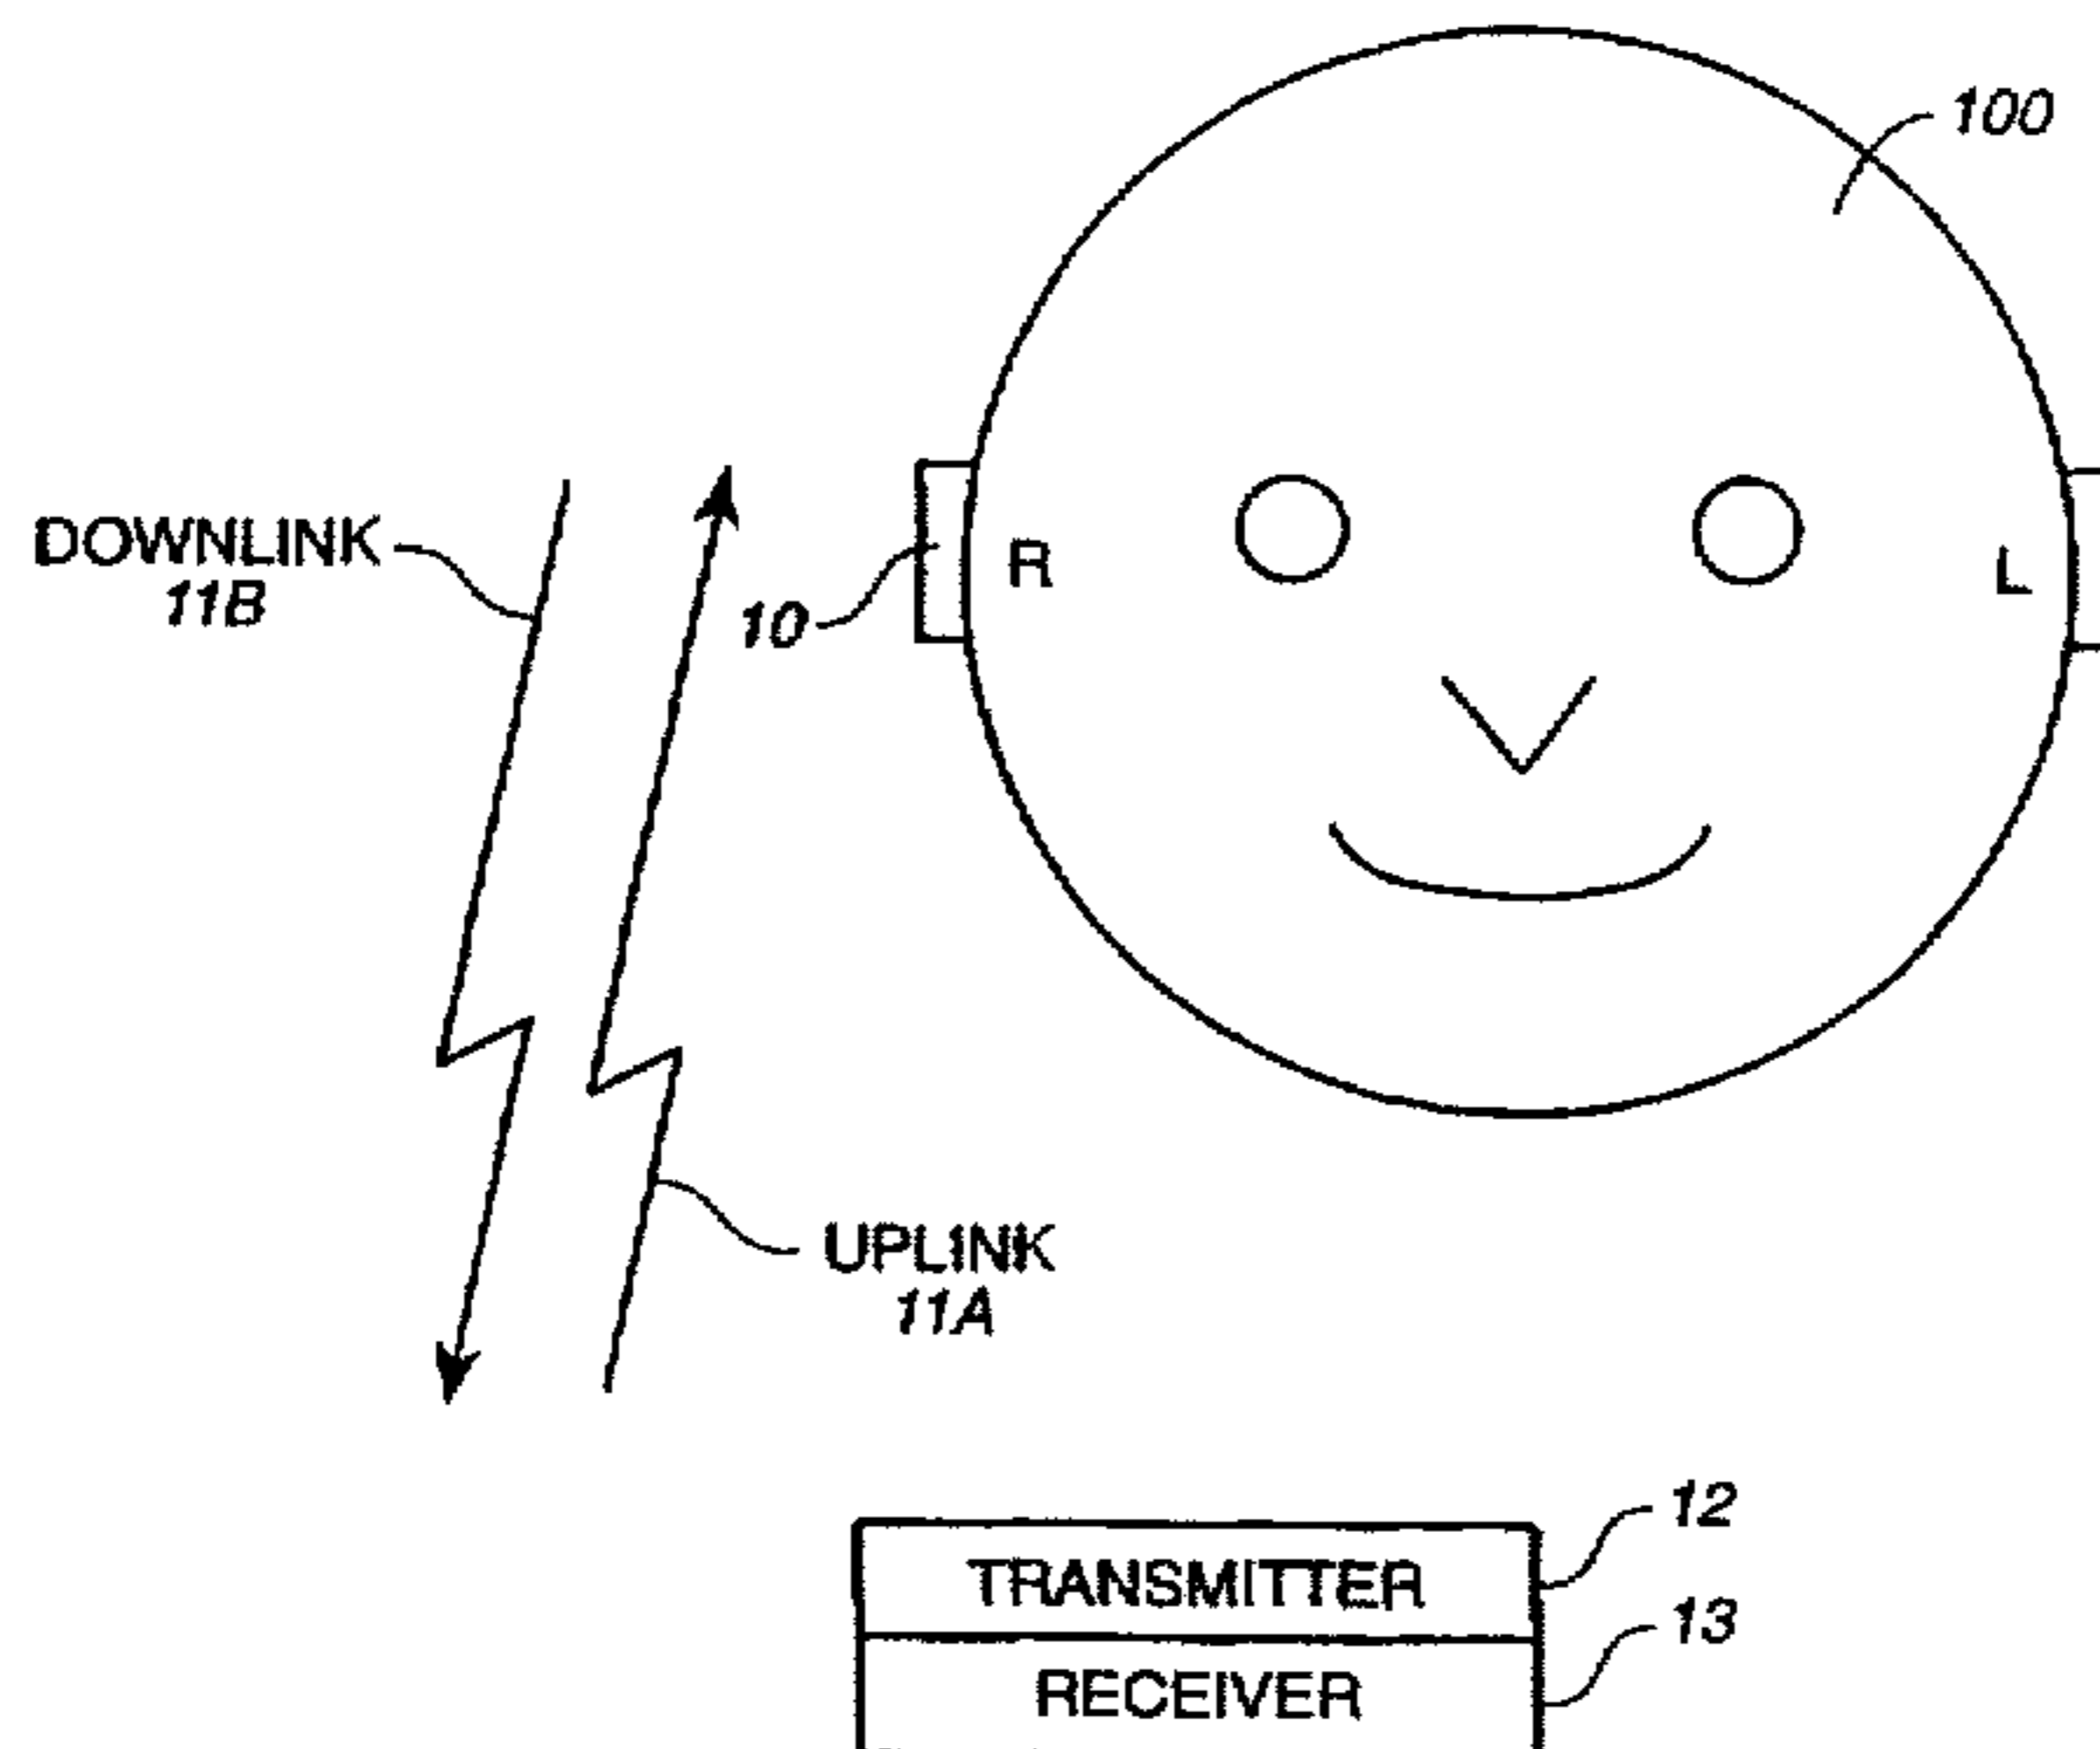 100
DOWNLINK
11B
10
R
L
UPLINK
11A
12
TRANSMITTER
13
RECEIVER